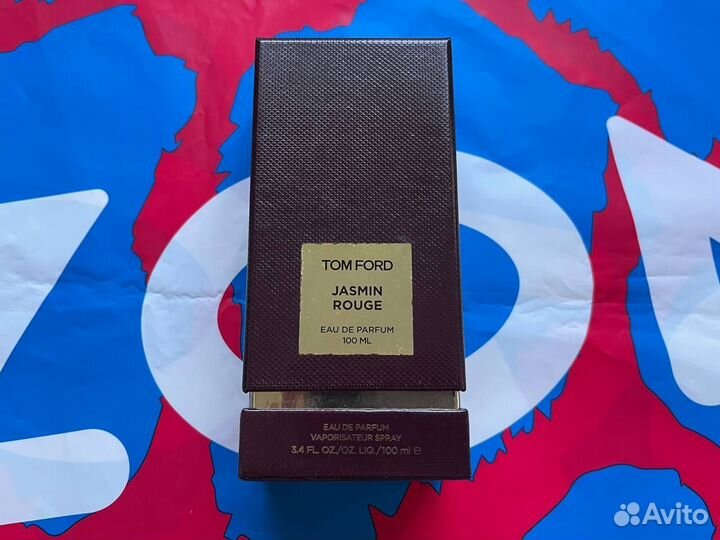 TOM FORD
JASMIN
ROUGE
EAU DE PARFUM
100 ML
EAU DE PARFUM
VAPORISATEUR SPRAY
3.4 FL. OZ./OZ. LIQ./100 ml ℮
Avito